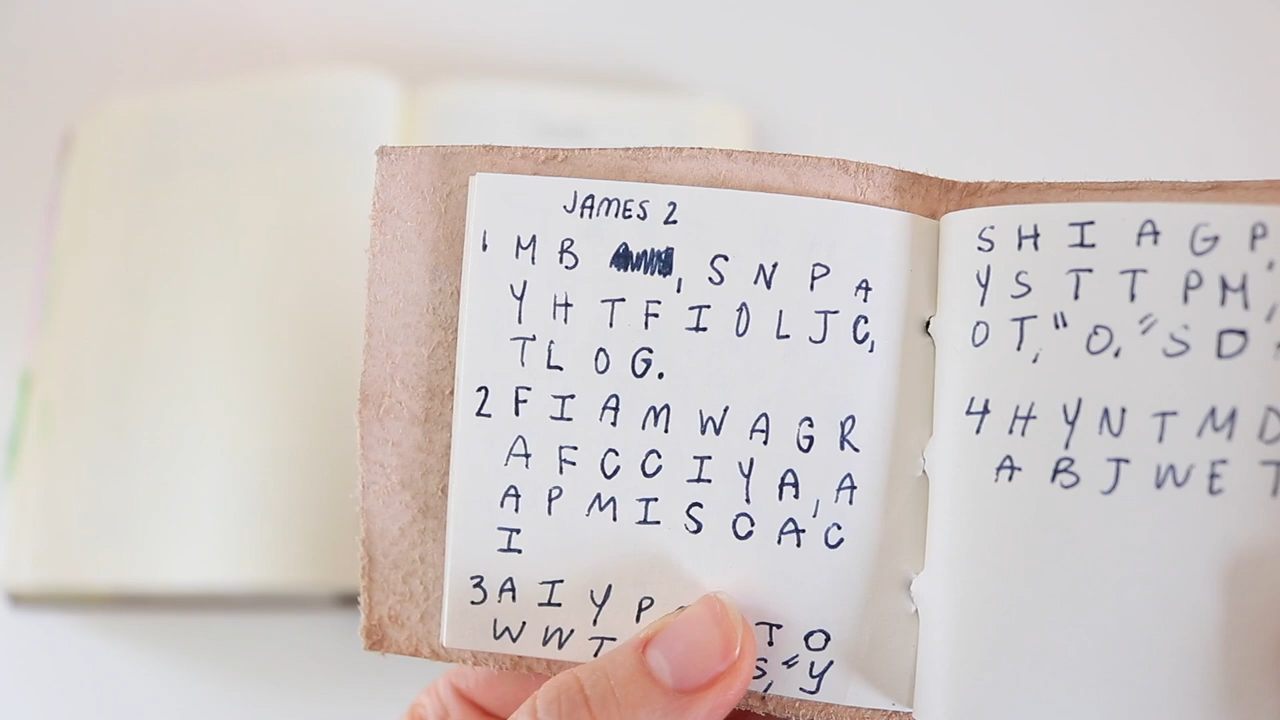 JAMES 2
1 M B , S N P A
Y H T F I O L J C,
T L O G.
2 F I A M W A G R
A F C C I Y A, A
A P M I S C A C
I
3 A I Y P T O
W W T S, "Y
S H I A G P,
Y S T T P M,
O T," O." S D
4 H Y N T M D
A B J W E T